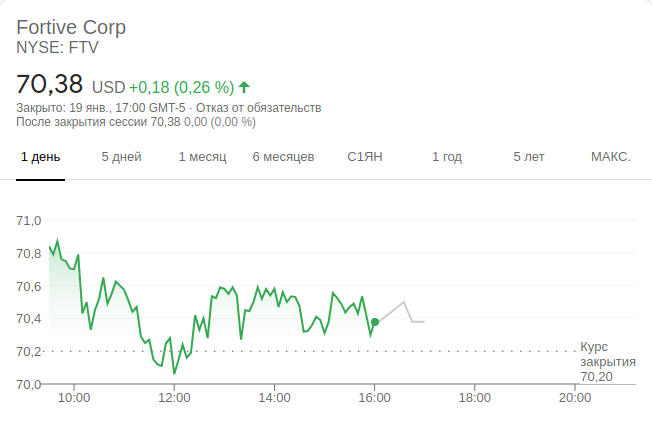 Fortive Corp
NYSE: FTV
70,38 USD +0,18 (0,26 %)
Закрыто: 19 янв., 17:00 GMT-5 · Отказ от обязательств
После закрытия сессии 70,38 0,00 (0,00 %)
1 день 5 дней 1 месяц 6 месяцев С1ЯН 1 год 5 лет МАКС.
71,0
70,8
70,6
70,4
70,2
70,0
Курс
закрытия
70,20
10:00 12:00 14:00 16:00 18:00 20:00